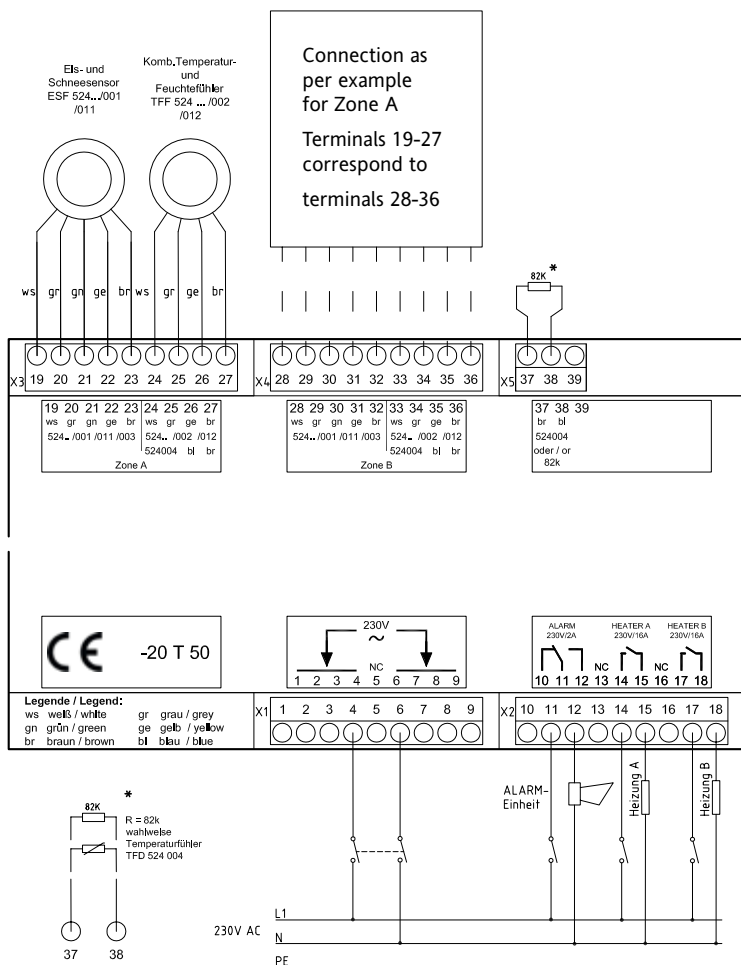 Eis- und
Schneesensor
ESF 524.../001
/011
Komb.Temperatur-
und
Feuchtefühler
TFF 524 ... /002
/012
Connection as
per example
for Zone A
Terminals 19-27
correspond to
terminals 28-36
ws gr gn ge br ws gr ge br
82K *
X3 19 20 21 22 23 24 25 26 27
X4 28 29 30 31 32 33 34 35 36
X5 37 38 39
19 20 21 22 23 24 25 26 27
ws gr gn ge br ws gr ge br
524.. /001 /011 /003 524.. /002 /012
524004 bl br
Zone A
28 29 30 31 32 33 34 35 36
ws gr gn ge br ws gr ge br
524.. /001 /011 /003 524.. /002 /012
524004 bl br
Zone B
37 38 39
br bl
524004
oder / or
82k
CE -20 T 50
230V
~
NC
1 2 3 4 5 6 7 8 9
ALARM
230V/2A
HEATER A
230V/16A
HEATER B
230V/16A
NC NC
10 11 12 13 14 15 16 17 18
Legende / Legend:
ws weiß / white gr grau / grey
gn grün / green ge gelb / yellow
br braun / brown bl blau / blue
X1 1 2 3 4 5 6 7 8 9
X2 10 11 12 13 14 15 16 17 18
*
82K
R = 82k
wahlweise
Temperaturfühler
TFD 524 004
37 38
ALARM-
Einheit
Heizung A
Heizung B
230V AC
L1
N
PE